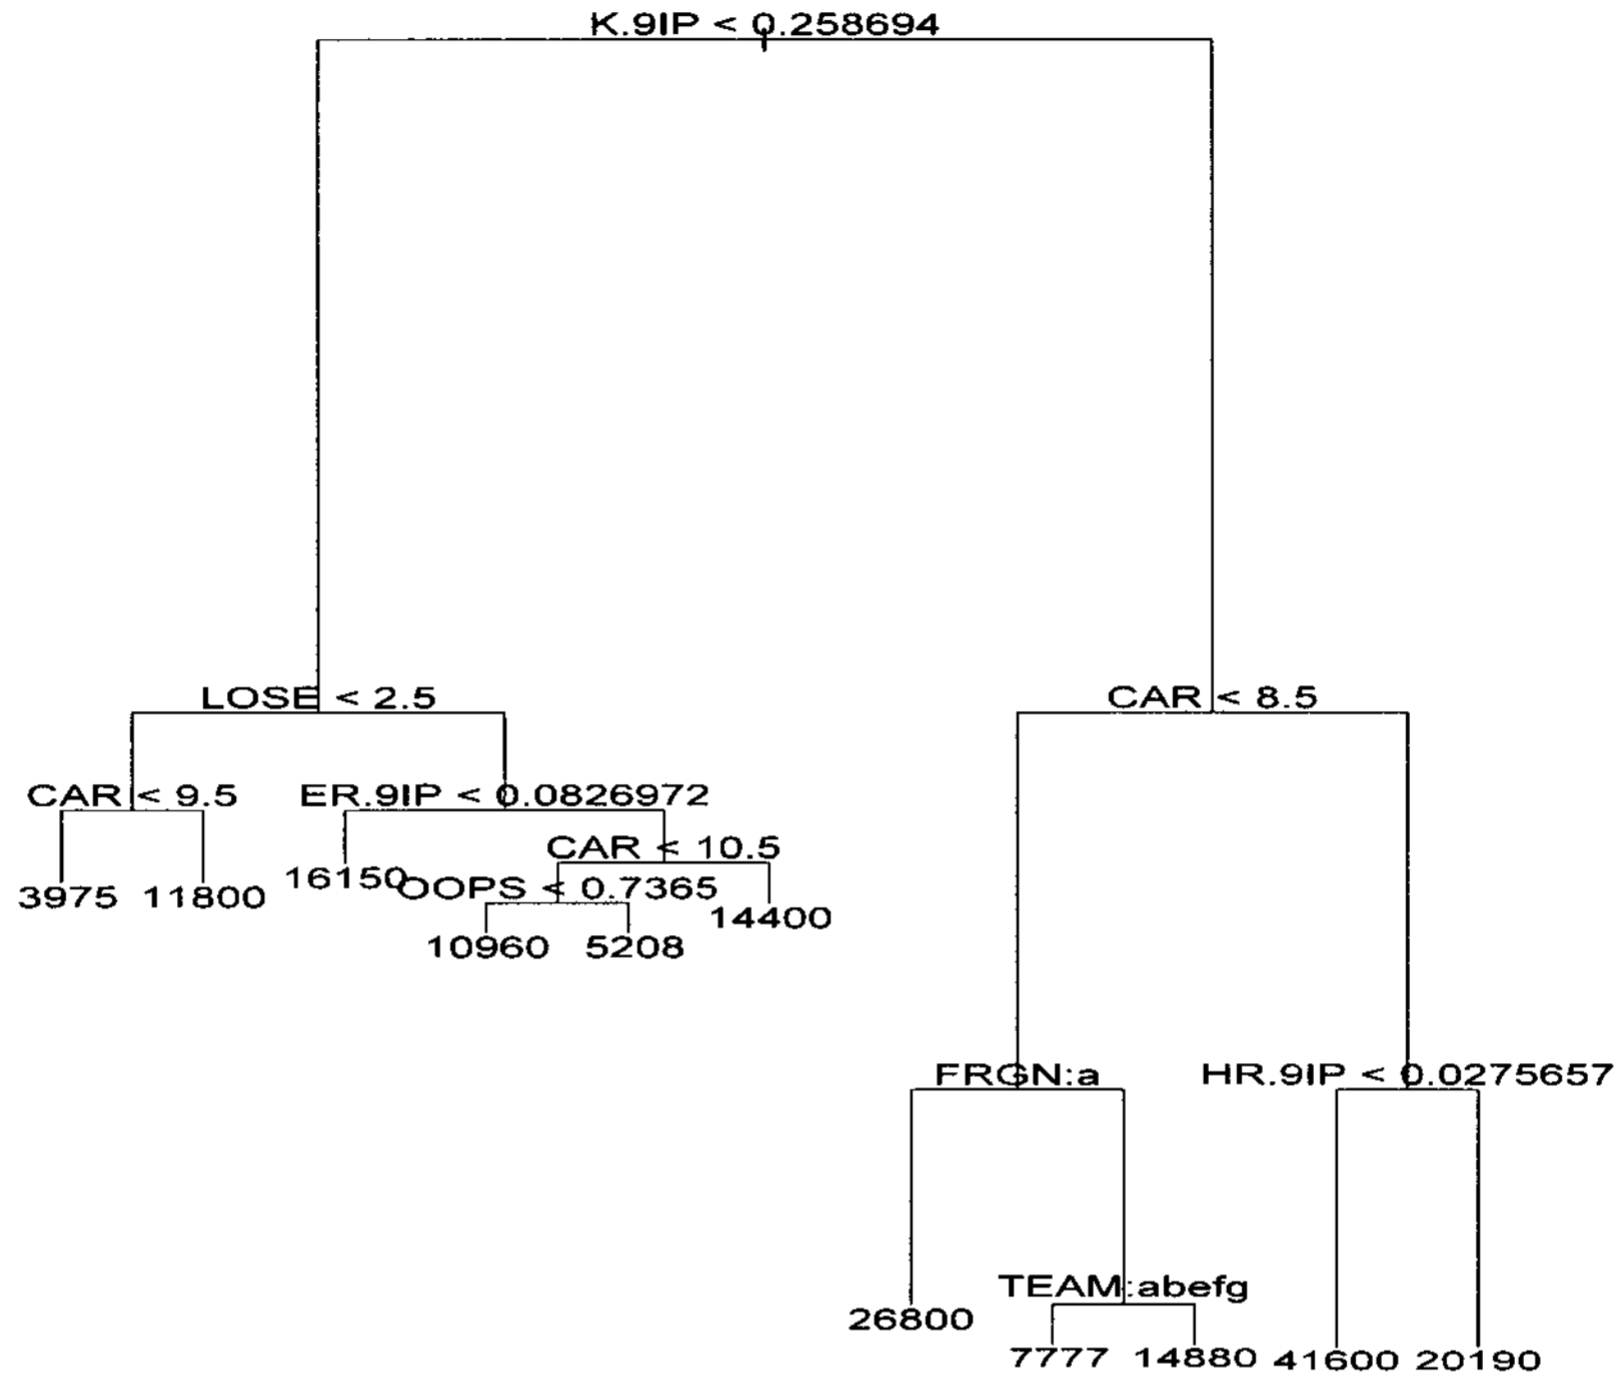 K.9IP < 0.258694
LOSE < 2.5
CAR < 8.5
CAR < 9.5
ER.9IP < 0.0826972
CAR < 10.5
3975
11800
16150
OOPS < 0.7365
14400
10960
5208
FRGN:a
HR.9IP < 0.0275657
TEAM:abefg
26800
7777
14880
41600
20190